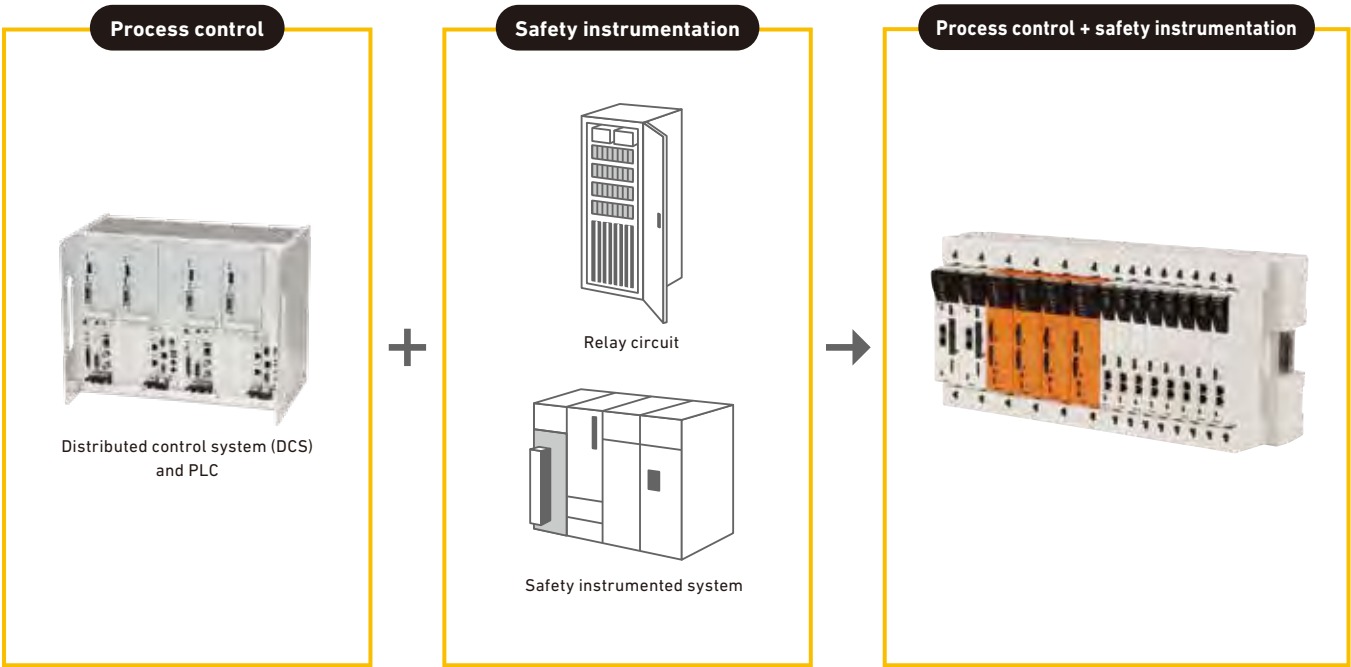 Process control
Safety instrumentation
Process control + safety instrumentation
Relay circuit
Distributed control system (DCS)
and PLC
Safety instrumented system